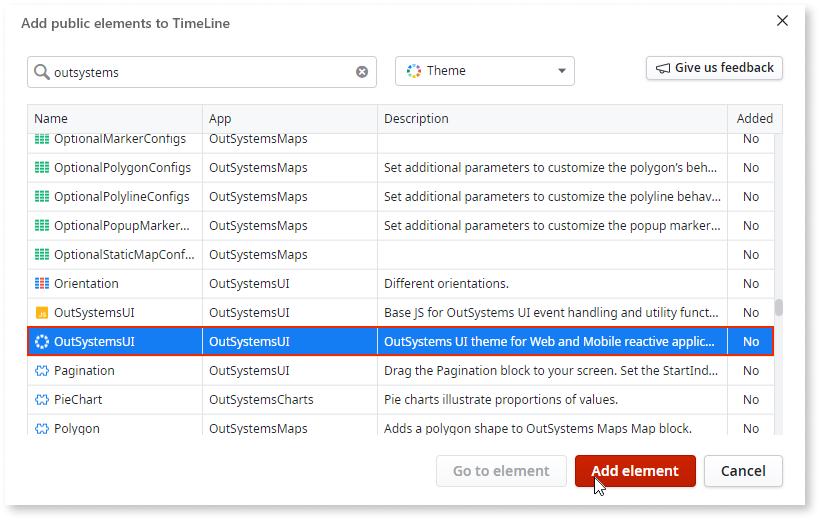 Add public elements to TimeLine
outsystems Theme Give us feedback
Name App Description Added
OptionalMarkerConfigs OutSystemsMaps No
OptionalPolygonConfigs OutSystemsMaps Set additional parameters to customize the polygon's beh... No
OptionalPolylineConfigs OutSystemsMaps Set additional parameters to customize the polyline behav... No
OptionalPopupMarker... OutSystemsMaps Set additional parameters to customize the popup marker... No
OptionalStaticMapConf... OutSystemsMaps No
Orientation OutSystemsUI Different orientations. No
JS OutSystemsUI OutSystemsUI Base JS for OutSystems UI event handling and utility funct... No
OutSystemsUI OutSystemsUI OutSystems UI theme for Web and Mobile reactive applic... No
Pagination OutSystemsUI Drag the Pagination block to your screen. Set the StartInd... No
PieChart OutSystemsCharts Pie charts illustrate proportions of values. No
Polygon OutSystemsMaps Adds a polygon shape to OutSystems Maps Map block. No
Go to element Add element Cancel